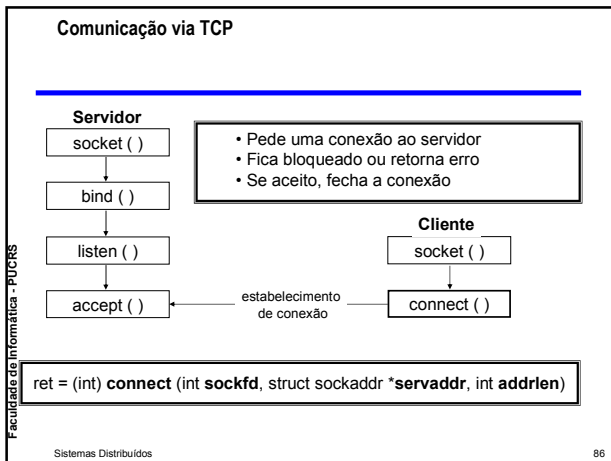 Comunicação via TCP
Servidor
socket ( )
bind ( )
listen ( )
accept ( )
• Pede uma conexão ao servidor
• Fica bloqueado ou retorna erro
• Se aceito, fecha a conexão
Cliente
socket ( )
connect ( )
estabelecimento
de conexão
ret = (int) connect (int sockfd, struct sockaddr *servaddr, int addrlen)
Faculdade de Informática - PUCRS
Sistemas Distribuídos
86